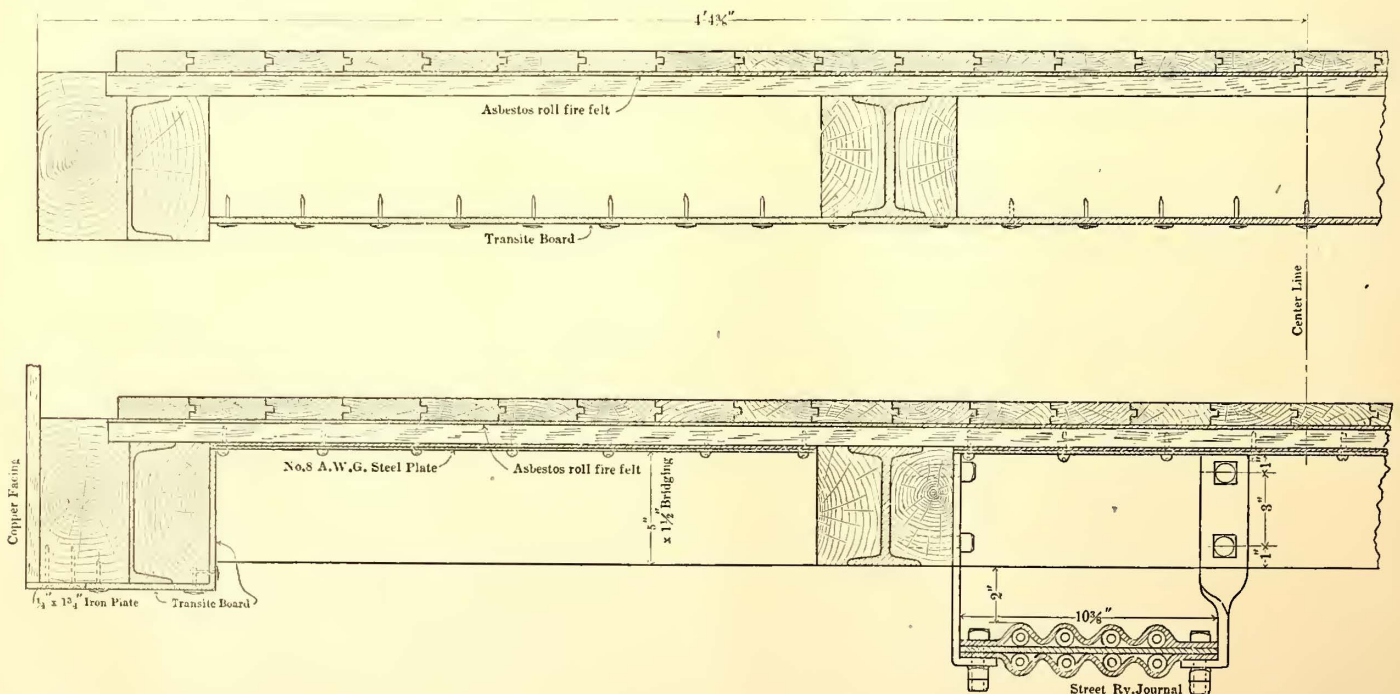 4'4⅜"
Asbestos roll fire felt
Transite Board
Center Line
Copper Facing
No.8 A.W.G. Steel Plate
Asbestos roll fire felt
5"
x 1½" Bridging
1"
3"
1"
2"
10⅜"
¼" x 1¾" Iron Plate
Transite Board
Street Ry. Journal